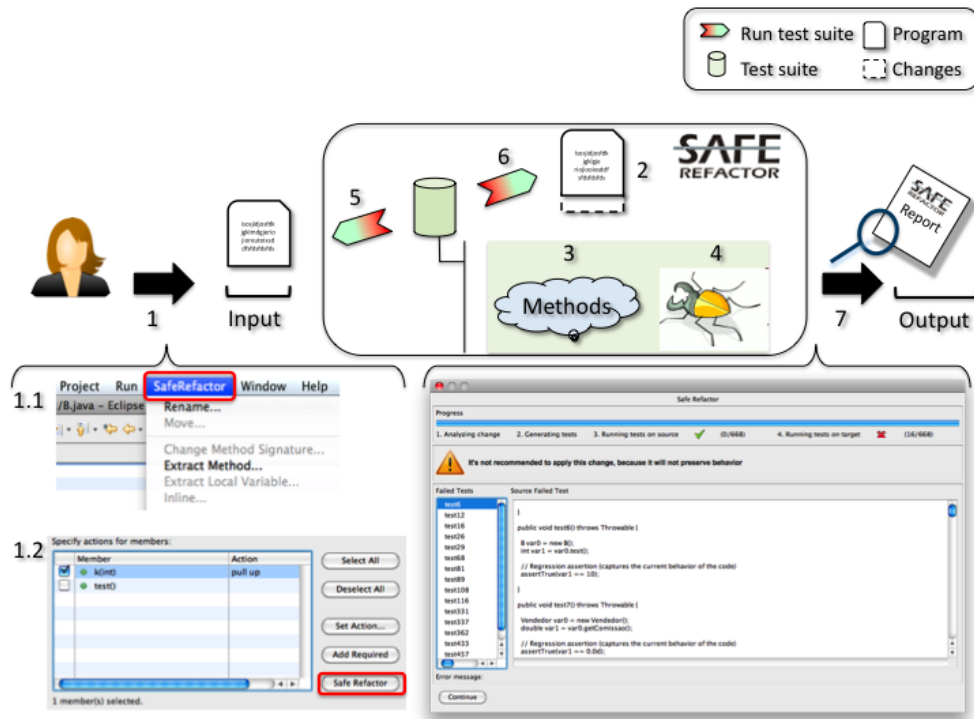 Run test suite
Program
Test suite
Changes
SAFE
REFACTOR
1
Input
2
3
4
5
6
Methods
7
SAFE
REFACTOR
Report
Output
1.1
Project Run SafeRefactor Window Help
/B.java – Eclipse
Rename...
Move...
Change Method Signature...
Extract Method...
Extract Local Variable...
Inline...
1.2
Specify actions for members:
Member Action
k(int) pull up
test()
Select All
Deselect All
Set Action...
Add Required
Safe Refactor
1 member(s) selected.
Safe Refactor
Progress
1. Analyzing change 2. Generating tests 3. Running tests on source (0/668) 4. Running tests on target (16/668)
It's not recommended to apply this change, because it will not preserve behavior
Failed Tests
test6
test12
test16
test26
test29
test68
test81
test89
test108
test116
test331
test337
test362
test433
test457
Source Failed Test
}
public void test6() throws Throwable {
B var0 = new B();
int var1 = var0.test();
// Regression assertion (captures the current behavior of the code)
assertTrue(var1 == 10);
}
public void test7() throws Throwable {
Vendedor var0 = new Vendedor();
double var1 = var0.getComissao();
// Regression assertion (captures the current behavior of the code)
assertTrue(var1 == 0.0d);
Error message:
Continue